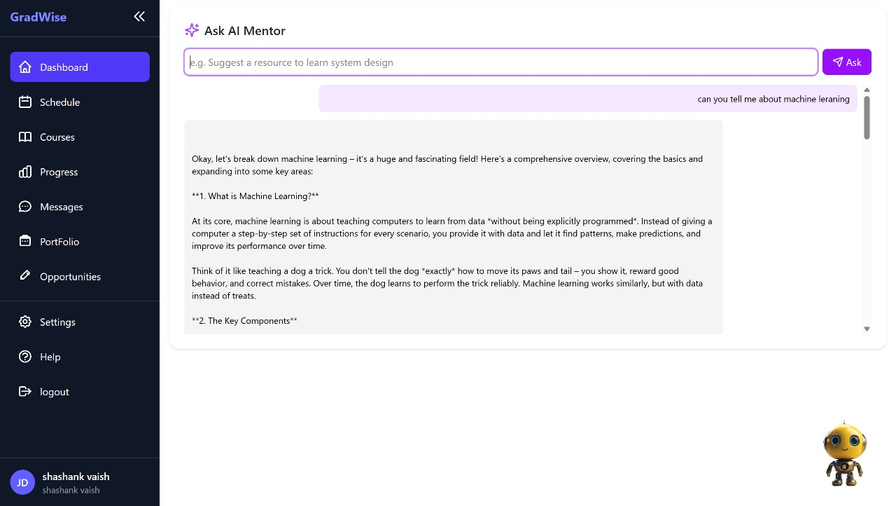 GradWise
Dashboard
Schedule
Courses
Progress
Messages
PortFolio
Opportunities
Settings
Help
logout
JD
shashank vaish
shashank vaish
Ask AI Mentor
e.g. Suggest a resource to learn system design
Ask
can you tell me about machine leraning
Okay, let's break down machine learning – it's a huge and fascinating field! Here's a comprehensive overview, covering the basics and
expanding into some key areas:
**1. What is Machine Learning?**
At its core, machine learning is about teaching computers to learn from data *without being explicitly programmed*. Instead of giving a
computer a step-by-step set of instructions for every scenario, you provide it with data and let it find patterns, make predictions, and
improve its performance over time.
Think of it like teaching a dog a trick. You don't tell the dog *exactly* how to move its paws and tail – you show it, reward good
behavior, and correct mistakes. Over time, the dog learns to perform the trick reliably. Machine learning works similarly, but with data
instead of treats.
**2. The Key Components**